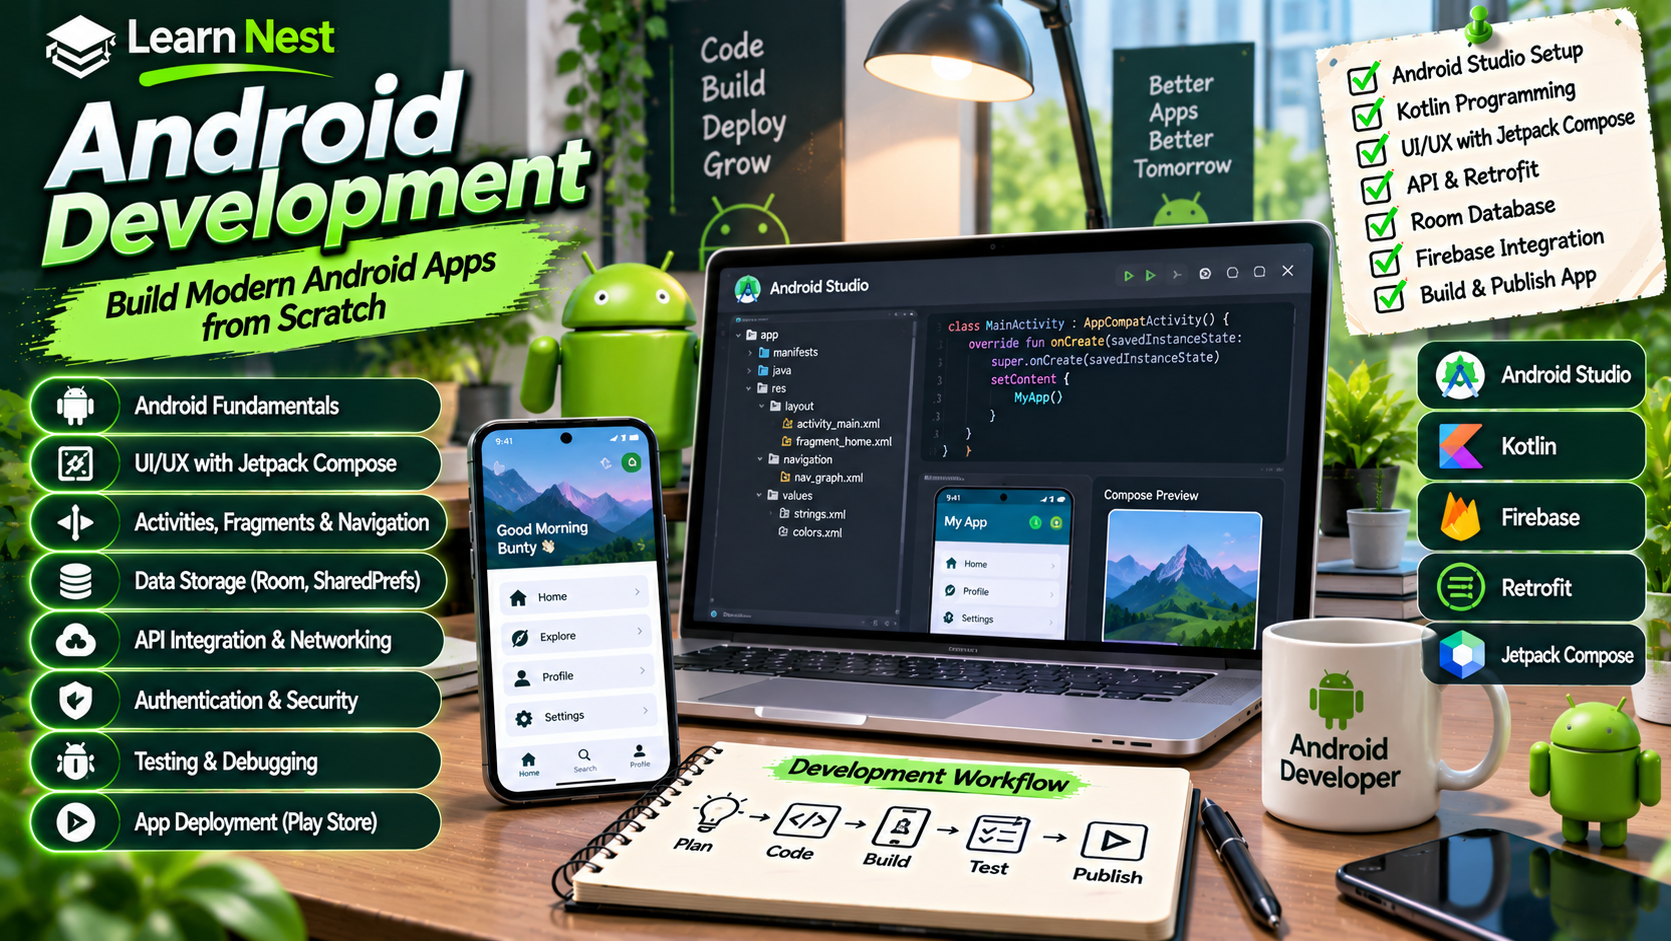 Learn Nest
Android
Development
Build Modern Android Apps
from Scratch
Android Fundamentals
UI/UX with Jetpack Compose
Activities, Fragments & Navigation
Data Storage (Room, SharedPrefs)
API Integration & Networking
Authentication & Security
Testing & Debugging
App Deployment (Play Store)
Code
Build
Deploy
Grow
Better
Apps
Better
Tomorrow
Android Studio Setup
Kotlin Programming
UI/UX with Jetpack Compose
API & Retrofit
Room Database
Firebase Integration
Build & Publish App
Android Studio
Kotlin
Firebase
Retrofit
Jetpack Compose
Android Studio
app
manifests
java
res
layout
activity_main.xml
fragment_home.xml
navigation
nav_graph.xml
values
strings.xml
colors.xml
class MainActivity : AppCompatActivity() {
override fun onCreate(savedInstanceState:
super.onCreate(savedInstanceState)
setContent {
MyApp()
}
}
} }
9:41
My App
Home
Profile
Settings
Compose Preview
9:41
Good Morning
Bunty 👋
Home
Explore
Profile
Settings
Home
Search
Profile
Development Workflow
Plan
Code
Build
Test
Publish
Android
Developer